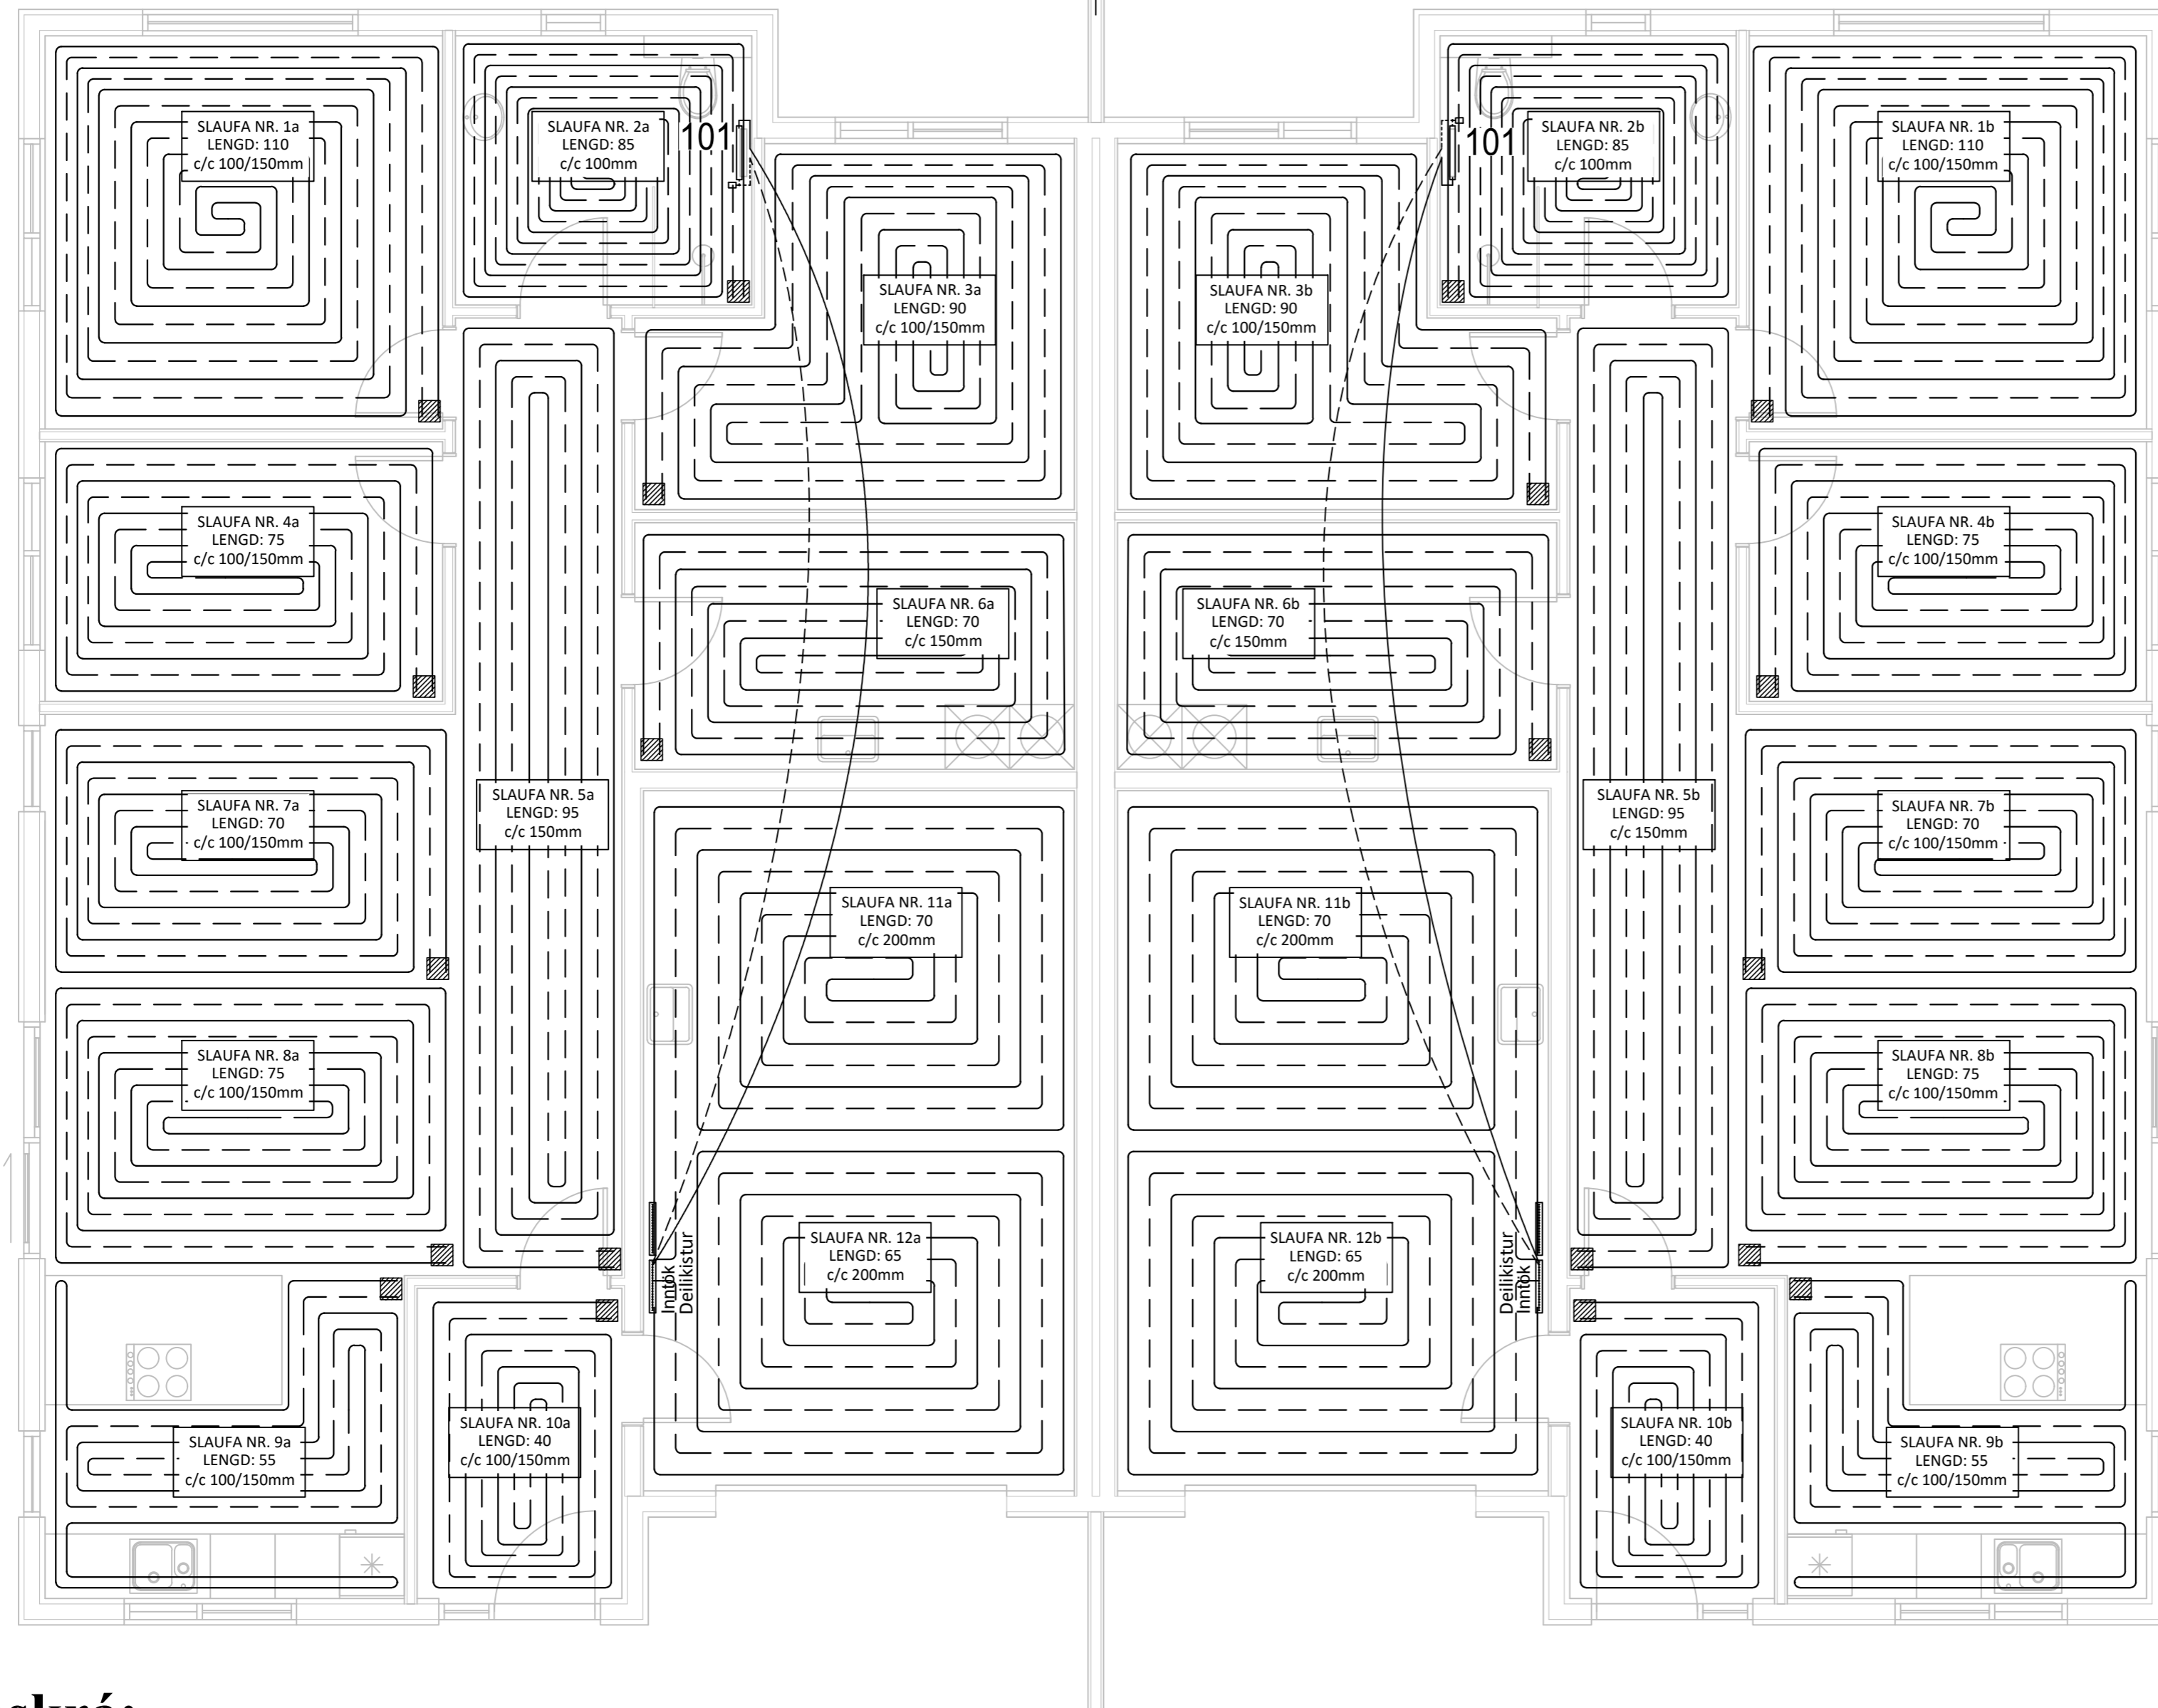 SLAUFA NR. 1a
LENGD: 110
c/c 100/150mm
SLAUFA NR. 2a
LENGD: 85
c/c 100mm
101
101
SLAUFA NR. 2b
LENGD: 85
c/c 100mm
SLAUFA NR. 1b
LENGD: 110
c/c 100/150mm
SLAUFA NR. 3a
LENGD: 90
c/c 100/150mm
SLAUFA NR. 3b
LENGD: 90
c/c 100/150mm
SLAUFA NR. 4a
LENGD: 75
c/c 100/150mm
SLAUFA NR. 4b
LENGD: 75
c/c 100/150mm
SLAUFA NR. 6a
LENGD: 70
c/c 150mm
SLAUFA NR. 6b
LENGD: 70
c/c 150mm
SLAUFA NR. 7a
LENGD: 70
c/c 100/150mm
SLAUFA NR. 5a
LENGD: 95
c/c 150mm
SLAUFA NR. 5b
LENGD: 95
c/c 150mm
SLAUFA NR. 7b
LENGD: 70
c/c 100/150mm
SLAUFA NR. 11a
LENGD: 70
c/c 200mm
SLAUFA NR. 11b
LENGD: 70
c/c 200mm
SLAUFA NR. 8a
LENGD: 75
c/c 100/150mm
SLAUFA NR. 8b
LENGD: 75
c/c 100/150mm
Inntök
Deilikistur
SLAUFA NR. 12a
LENGD: 65
c/c 200mm
SLAUFA NR. 12b
LENGD: 65
c/c 200mm
Deilikistur
Inntök
SLAUFA NR. 9a
LENGD: 55
c/c 100/150mm
SLAUFA NR. 10a
LENGD: 40
c/c 100/150mm
SLAUFA NR. 10b
LENGD: 40
c/c 100/150mm
SLAUFA NR. 9b
LENGD: 55
c/c 100/150mm
skrá: